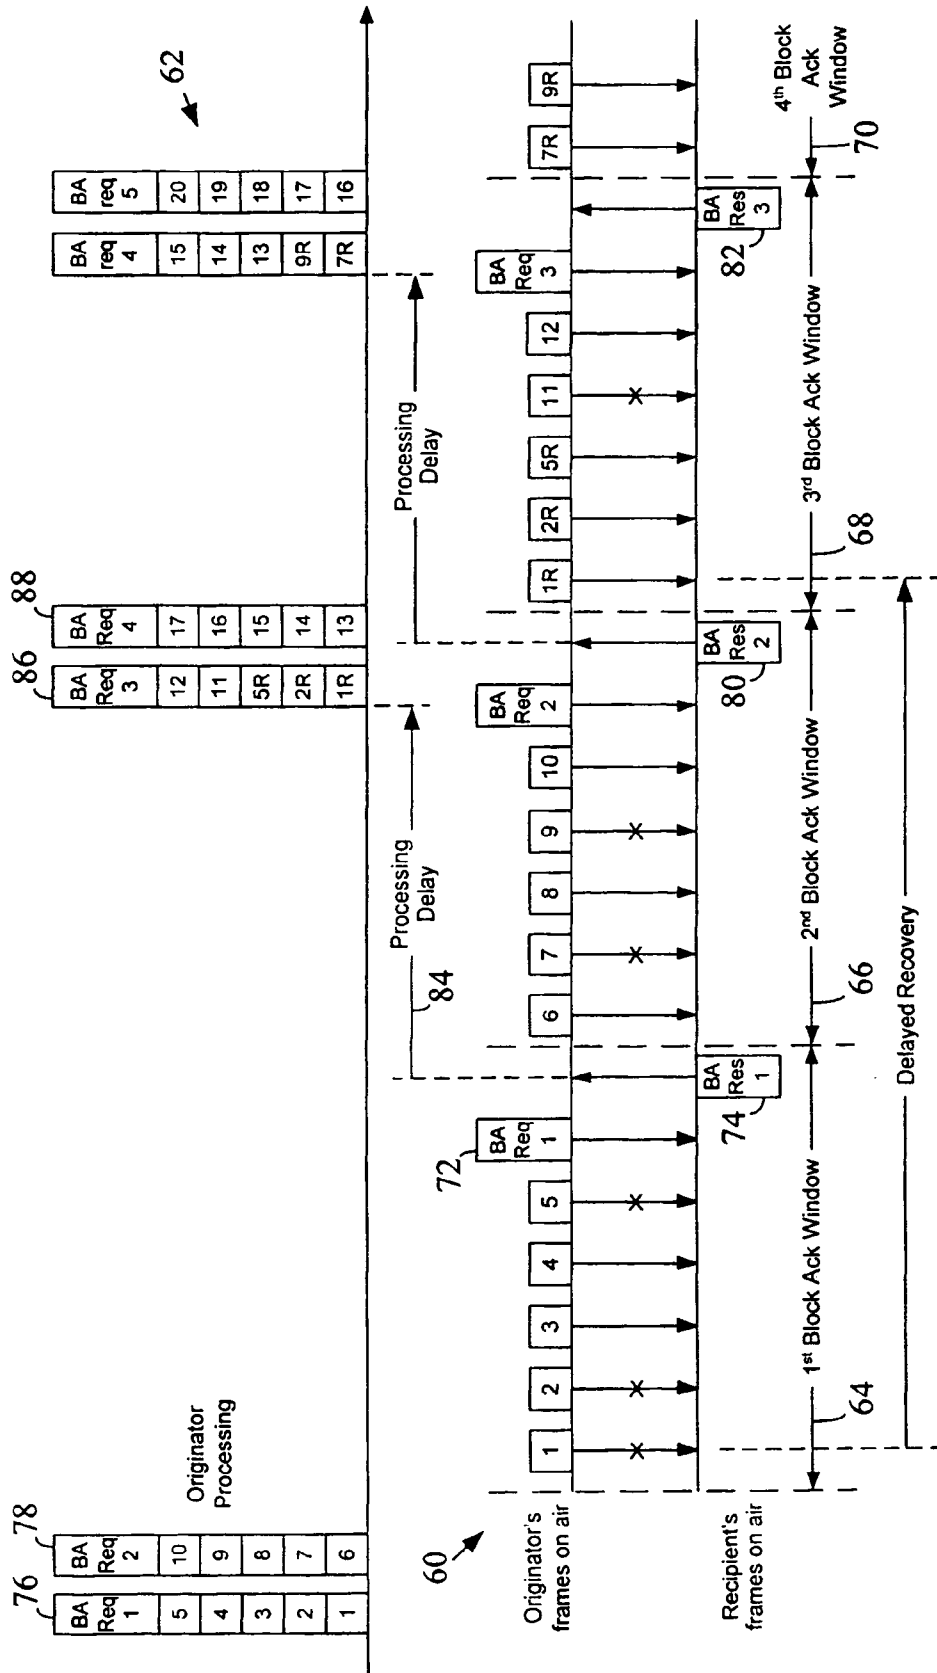 76
78
BA
Req
1
5
4
3
2
1
BA
Req
2
10
9
8
7
6
Originator
Processing
86
88
BA
Req
3
12
11
5R
2R
1R
BA
Req
4
17
16
15
14
13
BA
req
4
15
14
13
9R
7R
BA
req
5
20
19
18
17
16
62
84
Processing
Delay
Processing
Delay
60
Originator's
frames on air
1
2
3
4
5
72
BA
Req
1
6
7
8
9
10
BA
Req
2
1R
2R
5R
11
12
BA
Req
3
7R
9R
Recipient's
frames on air
BA
Res
1
74
BA
Res
2
80
BA
Res
3
82
64
1st Block Ack Window
66
2nd Block Ack Window
68
3rd Block Ack Window
70
4th Block
Ack
Window
Delayed Recovery